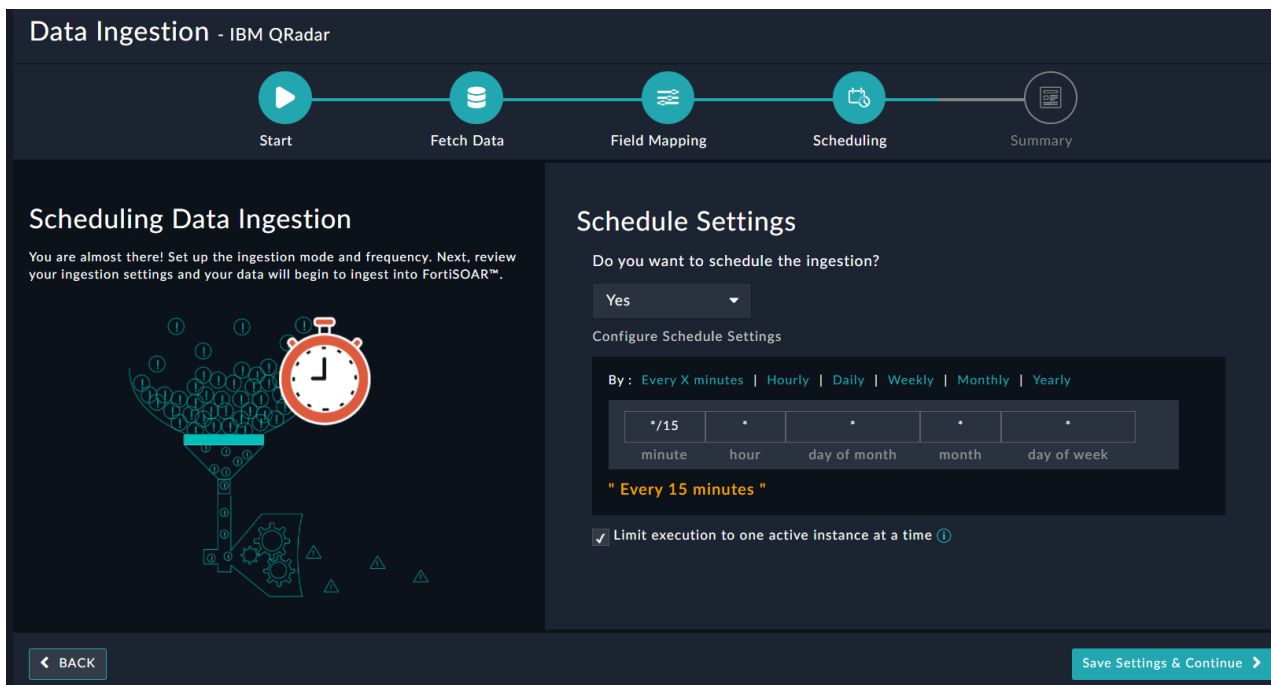 Data Ingestion - IBM QRadar
Start
Fetch Data
Field Mapping
Scheduling
Summary
Scheduling Data Ingestion
You are almost there! Set up the ingestion mode and frequency. Next, review
your ingestion settings and your data will begin to ingest into FortiSOAR™.
Schedule Settings
Do you want to schedule the ingestion?
Yes
Configure Schedule Settings
By : Every X minutes | Hourly | Daily | Weekly | Monthly | Yearly
*/15 * * * *
minute hour day of month month day of week
" Every 15 minutes "
Limit execution to one active instance at a time
BACK
Save Settings & Continue